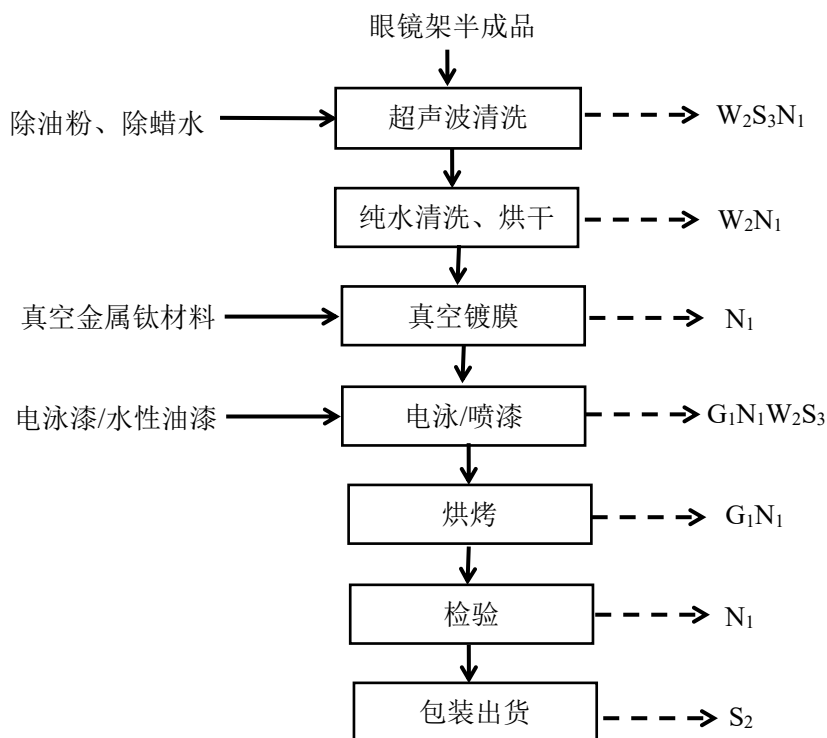 眼镜架半成品
除油粉、除蜡水
超声波清洗
W₂S₃N₁
纯水清洗、烘干
W₂N₁
真空金属钛材料
真空镀膜
N₁
电泳漆/水性油漆
电泳/喷漆
G₁N₁W₂S₃
烘烤
G₁N₁
检验
N₁
包装出货
S₂